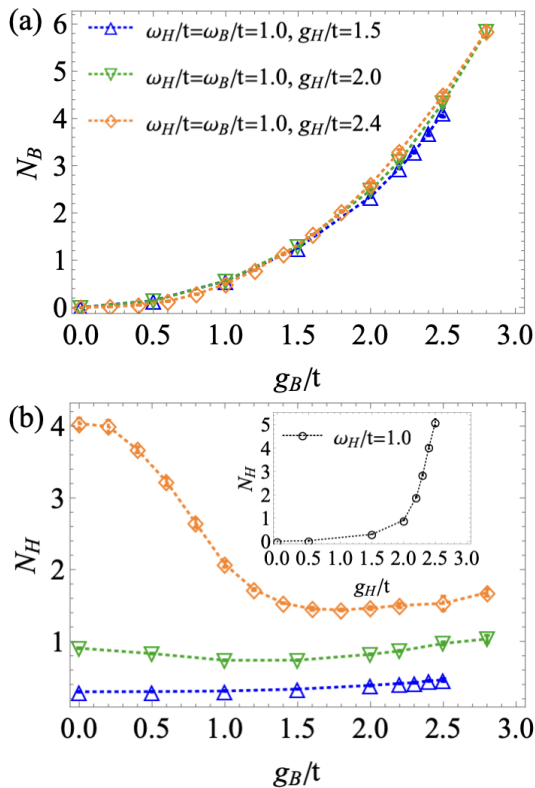 (a)
ω_H/t=ω_B/t=1.0, g_H/t=1.5
ω_H/t=ω_B/t=1.0, g_H/t=2.0
ω_H/t=ω_B/t=1.0, g_H/t=2.4
N_B
6
5
4
3
2
1
0
0.0 0.5 1.0 1.5 2.0 2.5 3.0
g_B/t
(b)
ω_H/t=1.0
N_H
5
4
3
2
1
0
0.0 0.5 1.0 1.5 2.0 2.5 3.0
g_H/t
N_H
4
3
2
1
0.0 0.5 1.0 1.5 2.0 2.5 3.0
g_B/t